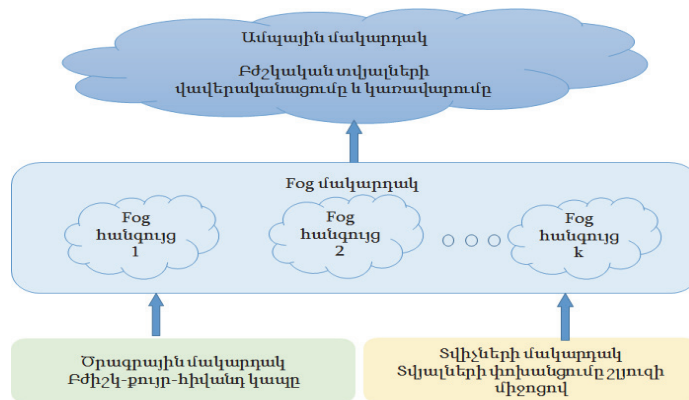 Ամպային մակարդակ
Բժշկական տվյալների
վավերականացումը և կառավարումը
Fog մակարդակ
Fog
հանգույց
1
Fog
հանգույց
2
Fog
հանգույց
k
Ծրագրային մակարդակ
Բժիշկ-քույր-հիվանդ կապը
Տվիչների մակարդակ
Տվյալների փոխանցումը շլյուզի
միջոցով